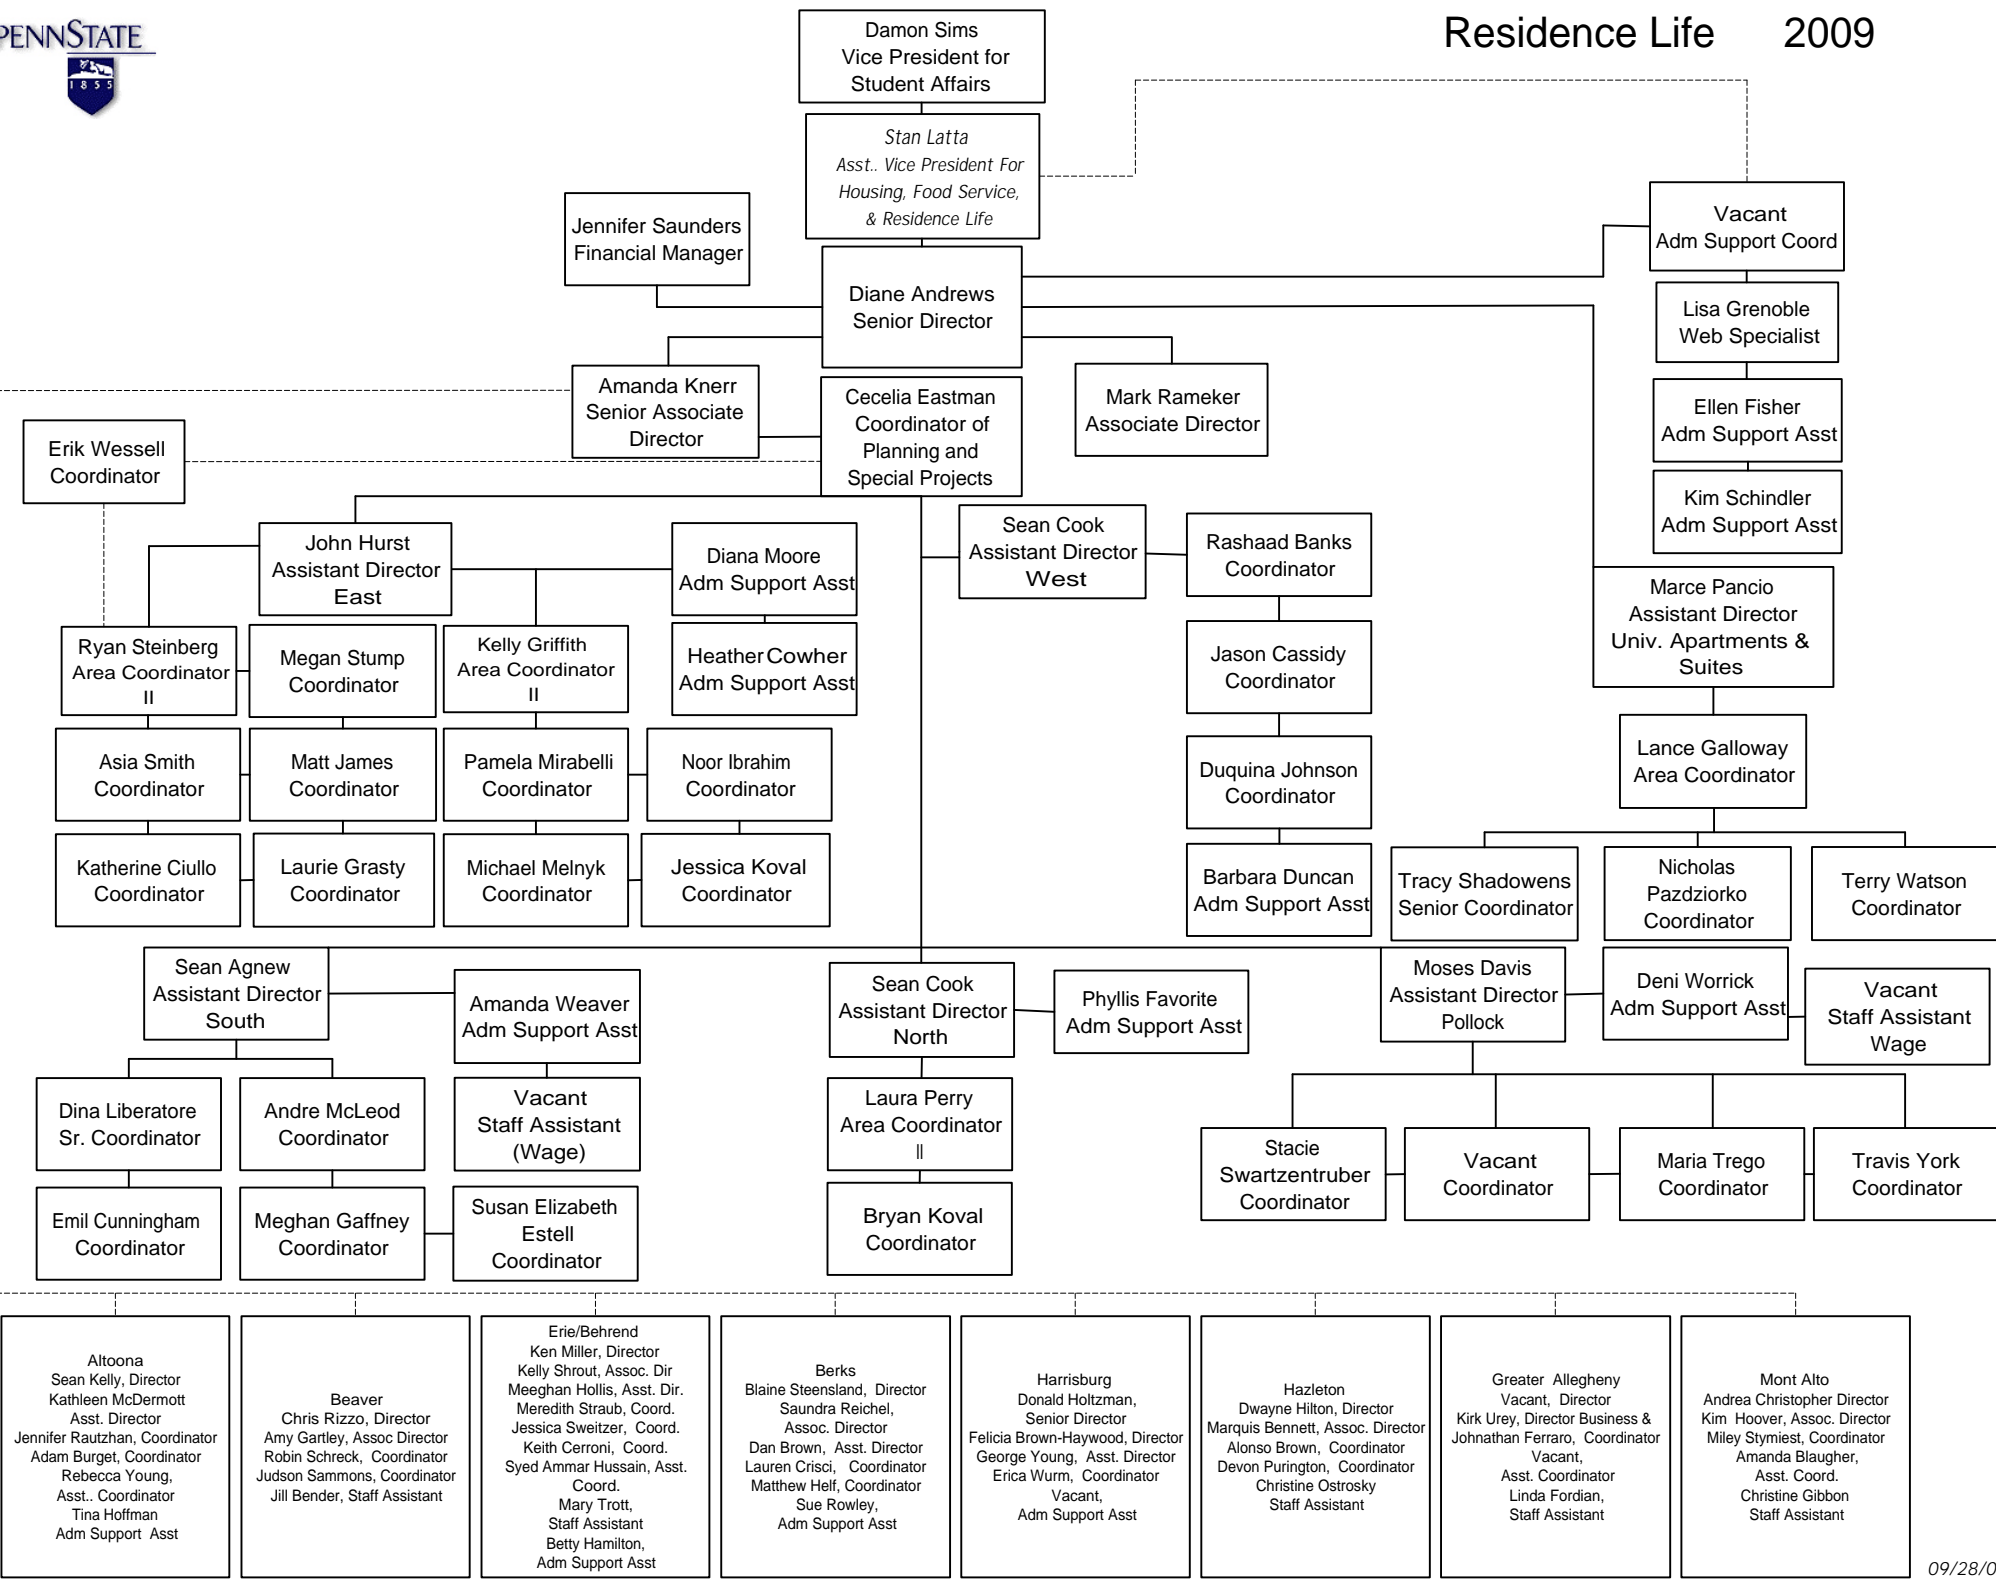 PENNSTATE
1855
Residence Life 2009
Damon Sims
Vice President for
Student Affairs
Stan Latta
Asst.. Vice President For
Housing, Food Service,
& Residence Life
Jennifer Saunders
Financial Manager
Diane Andrews
Senior Director
Vacant
Adm Support Coord
Lisa Grenoble
Web Specialist
Ellen Fisher
Adm Support Asst
Kim Schindler
Adm Support Asst
Amanda Knerr
Senior Associate
Director
Cecelia Eastman
Coordinator of
Planning and
Special Projects
Mark Rameker
Associate Director
Erik Wessell
Coordinator
John Hurst
Assistant Director
East
Diana Moore
Adm Support Asst
Heather Cowher
Adm Support Asst
Sean Cook
Assistant Director
West
Rashaad Banks
Coordinator
Jason Cassidy
Coordinator
Duquina Johnson
Coordinator
Barbara Duncan
Adm Support Asst
Marce Pancio
Assistant Director
Univ. Apartments &
Suites
Lance Galloway
Area Coordinator
Tracy Shadowens
Senior Coordinator
Nicholas
Pazdziorko
Coordinator
Terry Watson
Coordinator
Ryan Steinberg
Area Coordinator
II
Megan Stump
Coordinator
Kelly Griffith
Area Coordinator
II
Asia Smith
Coordinator
Matt James
Coordinator
Pamela Mirabelli
Coordinator
Noor Ibrahim
Coordinator
Katherine Ciullo
Coordinator
Laurie Grasty
Coordinator
Michael Melnyk
Coordinator
Jessica Koval
Coordinator
Sean Agnew
Assistant Director
South
Amanda Weaver
Adm Support Asst
Sean Cook
Assistant Director
North
Phyllis Favorite
Adm Support Asst
Moses Davis
Assistant Director
Pollock
Deni Worrick
Adm Support Asst
Vacant
Staff Assistant
Wage
Dina Liberatore
Sr. Coordinator
Andre McLeod
Coordinator
Vacant
Staff Assistant
(Wage)
Laura Perry
Area Coordinator
II
Stacie
Swartzentruber
Coordinator
Vacant
Coordinator
Maria Trego
Coordinator
Travis York
Coordinator
Emil Cunningham
Coordinator
Meghan Gaffney
Coordinator
Susan Elizabeth
Estell
Coordinator
Bryan Koval
Coordinator
Altoona
Sean Kelly, Director
Kathleen McDermott
Asst. Director
Jennifer Rautzhan, Coordinator
Adam Burget, Coordinator
Rebecca Young,
Asst.. Coordinator
Tina Hoffman
Adm Support Asst
Beaver
Chris Rizzo, Director
Amy Gartley, Assoc Director
Robin Schreck, Coordinator
Judson Sammons, Coordinator
Jill Bender, Staff Assistant
Erie/Behrend
Ken Miller, Director
Kelly Shrout, Assoc. Dir
Meeghan Hollis, Asst. Dir.
Meredith Straub, Coord.
Jessica Sweitzer, Coord.
Keith Cerroni, Coord.
Syed Ammar Hussain, Asst.
Coord.
Mary Trott,
Staff Assistant
Betty Hamilton,
Adm Support Asst
Berks
Blaine Steensland, Director
Saundra Reichel,
Assoc. Director
Dan Brown, Asst. Director
Lauren Crisci, Coordinator
Matthew Helf, Coordinator
Sue Rowley,
Adm Support Asst
Harrisburg
Donald Holtzman,
Senior Director
Felicia Brown-Haywood, Director
George Young, Asst. Director
Erica Wurm, Coordinator
Vacant,
Adm Support Asst
Hazleton
Dwayne Hilton, Director
Marquis Bennett, Assoc. Director
Alonso Brown, Coordinator
Devon Purington, Coordinator
Christine Ostrosky
Staff Assistant
Greater Allegheny
Vacant, Director
Kirk Urey, Director Business &
Johnathan Ferraro, Coordinator
Vacant,
Asst. Coordinator
Linda Fordian,
Staff Assistant
Mont Alto
Andrea Christopher Director
Kim Hoover, Assoc. Director
Miley Stymiest, Coordinator
Amanda Blaugher,
Asst. Coord.
Christine Gibbon
Staff Assistant
09/28/0